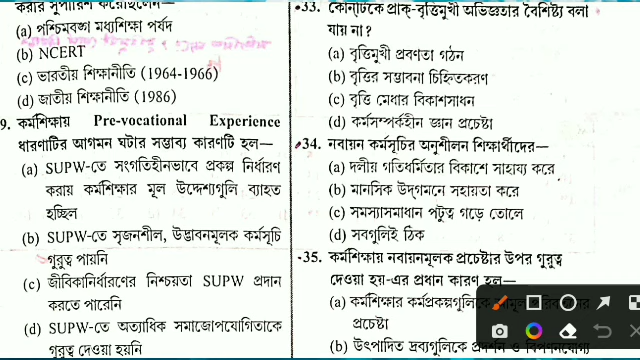 করার সুপারিশ করেছিলেন—
(a) পশ্চিমবঙ্গ মধ্যশিক্ষা পর্ষদ
(b) NCERT
(c) ভারতীয় শিক্ষানীতি (1964-1966)
(d) জাতীয় শিক্ষানীতি (1986)
9. কর্মশিক্ষায় Pre-vocational Experience
ধারণাটির আগমন ঘটার সম্ভাব্য কারণটি হল—
(a) SUPW-তে সংগতিহীনভাবে প্রকল্প নির্ধারণ
করায় কর্মশিক্ষার মূল উদ্দেশ্যগুলি ব্যাহত
হচ্ছিল
(b) SUPW-তে সৃজনশীল, উদ্ভাবনমূলক কর্মসূচি
গুরুত্ব পায়নি
(c) জীবিকানির্ধারণের নিশ্চয়তা SUPW প্রদান
করতে পারেনি
(d) SUPW-তে অত্যাধিক সমাজোপযোগিতাকে
গুরুত্ব দেওয়া হয়নি
33. কোনটিকে প্রাক্-বৃত্তিমুখী অভিজ্ঞতার বৈশিষ্ট্য বলা
যায় না?
(a) বৃত্তিমুখী প্রবণতা গঠন
(b) বৃত্তির সম্ভাবনা চিহ্নিতকরণ
(c) বৃত্তি মেধার বিকাশসাধন
(d) কর্মসম্পর্কহীন জ্ঞান প্রচেষ্টা
34. নবায়ন কর্মসূচির অনুশীলন শিক্ষার্থীদের—
(a) দলীয় গতিধর্মিতার বিকাশে সাহায্য করে
(b) মানসিক উদ্‌গমনে সহায়তা করে
(c) সমস্যাসমাধান পটুত্ব গড়ে তোলে
(d) সবগুলিই ঠিক
35. কর্মশিক্ষায় নবায়নমূলক প্রচেষ্টার উপর গুরুত্ব
দেওয়া হয়-এর প্রধান কারণ হল—
(a) কর্মশিক্ষার কর্মপ্রকল্পগুলিকে
প্রচেষ্টা
(b) উৎপাদিত দ্রব্যগুলিকে প্রদর্শন ও বিপণনযোগ্য